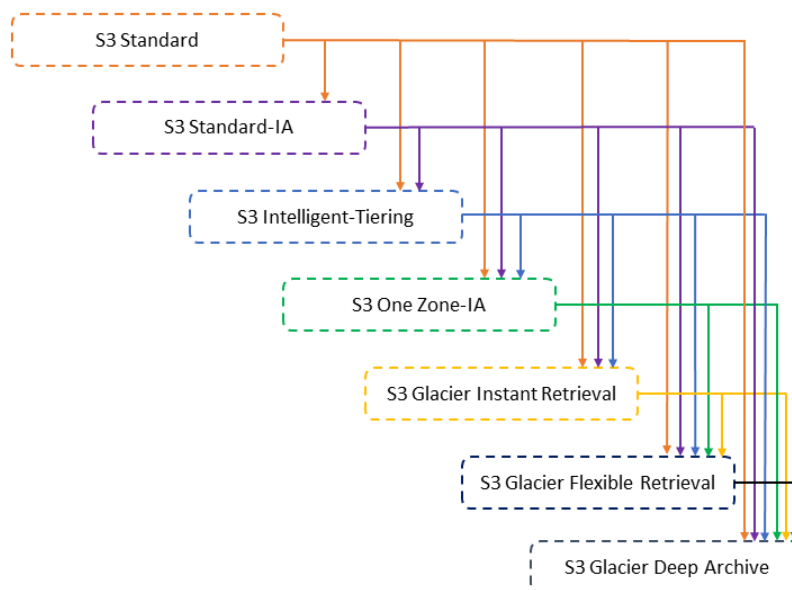 S3 Standard
S3 Standard-IA
S3 Intelligent-Tiering
S3 One Zone-IA
S3 Glacier Instant Retrieval
S3 Glacier Flexible Retrieval
S3 Glacier Deep Archive